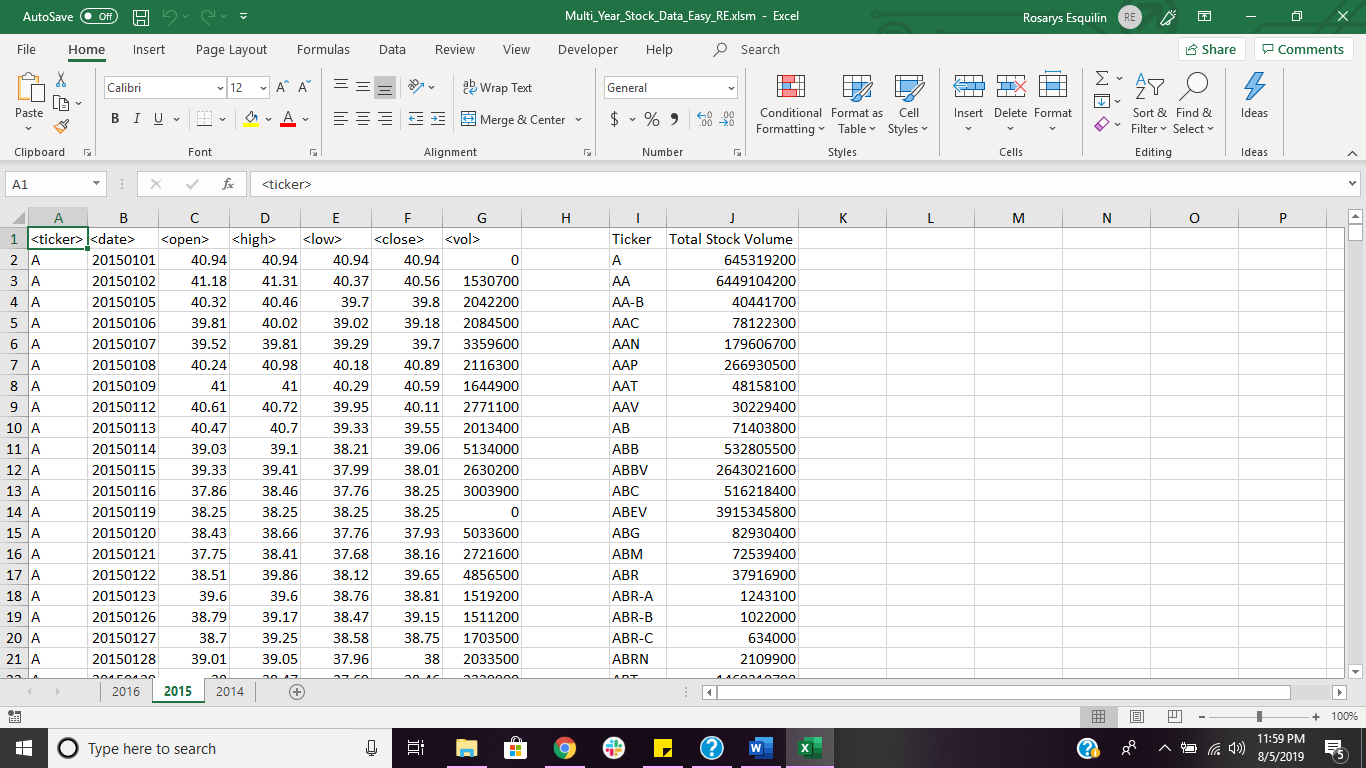 AutoSave Off Multi_Year_Stock_Data_Easy_RE.xlsm - Excel Rosarys Esquilin RE
File Home Insert Page Layout Formulas Data Review View Developer Help Search Share Comments
Calibri 12 ab Wrap Text General
Paste B I U A Merge & Center $ % Conditional Formatting Format as Table Cell Styles Insert Delete Format Sort & Filter Find & Select Ideas
Clipboard Font Alignment Number Styles Cells Editing Ideas
A1 fx <ticker>
A B C D E F G H I J K L M N O P
1 <ticker> <date> <open> <high> <low> <close> <vol> Ticker Total Stock Volume
2 A 20150101 40.94 40.94 40.94 40.94 0 A 645319200
3 A 20150102 41.18 41.31 40.37 40.56 1530700 AA 6449104200
4 A 20150105 40.32 40.46 39.7 39.8 2042200 AA-B 40441700
5 A 20150106 39.81 40.02 39.02 39.18 2084500 AAC 78122300
6 A 20150107 39.52 39.81 39.29 39.7 3359600 AAN 179606700
7 A 20150108 40.24 40.98 40.18 40.89 2116300 AAP 266930500
8 A 20150109 41 41 40.29 40.59 1644900 AAT 48158100
9 A 20150112 40.61 40.72 39.95 40.11 2771100 AAV 30229400
10 A 20150113 40.47 40.7 39.33 39.55 2013400 AB 71403800
11 A 20150114 39.03 39.1 38.21 39.06 5134000 ABB 532805500
12 A 20150115 39.33 39.41 37.99 38.01 2630200 ABBV 2643021600
13 A 20150116 37.86 38.46 37.76 38.25 3003900 ABC 516218400
14 A 20150119 38.25 38.25 38.25 38.25 0 ABEV 3915345800
15 A 20150120 38.43 38.66 37.76 37.93 5033600 ABG 82930400
16 A 20150121 37.75 38.41 37.68 38.16 2721600 ABM 72539400
17 A 20150122 38.51 39.86 38.12 39.65 4856500 ABR 37916900
18 A 20150123 39.6 39.6 38.76 38.81 1519200 ABR-A 1243100
19 A 20150126 38.79 39.17 38.47 39.15 1511200 ABR-B 1022000
20 A 20150127 38.7 39.25 38.58 38.75 1703500 ABR-C 634000
21 A 20150128 39.01 39.05 37.96 38 2033500 ABRN 2109900
2016 2015 2014
100%
Type here to search 11:59 PM
8/5/2019 5